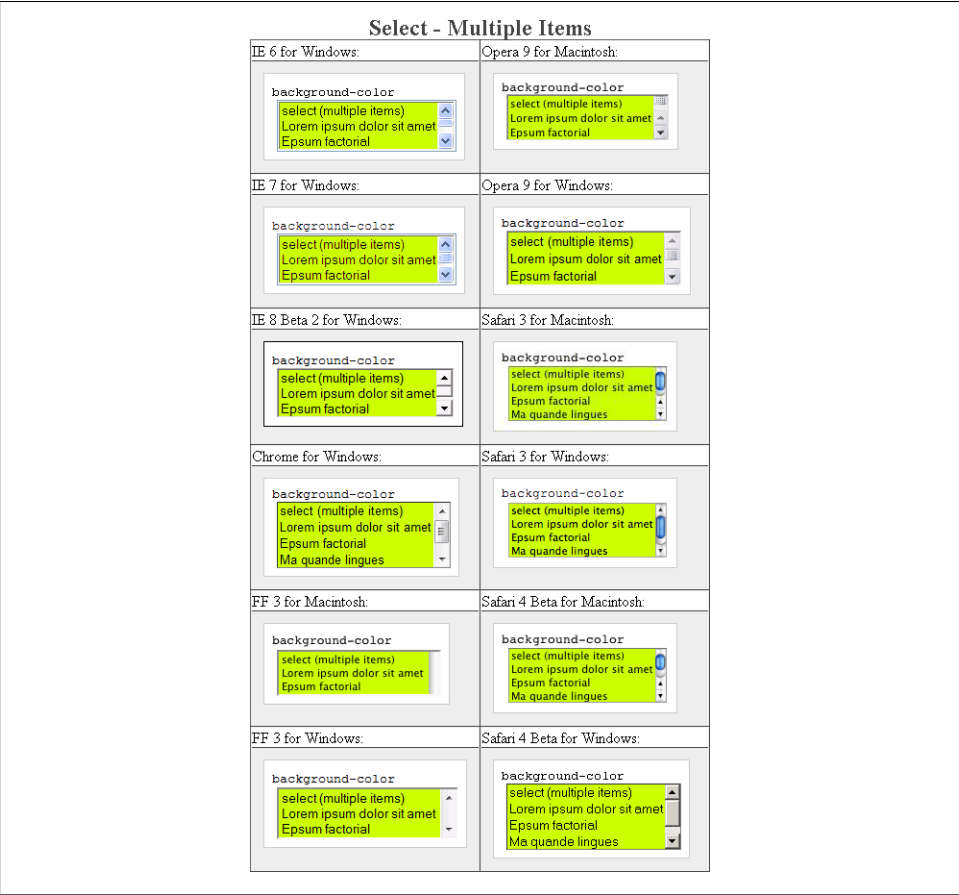 Select - Multiple Items
IE 6 for Windows:
background-color
select (multiple items)
Lorem ipsum dolor sit amet
Epsum factorial
Opera 9 for Macintosh:
background-color
select (multiple items)
Lorem ipsum dolor sit amet
Epsum factorial
IE 7 for Windows:
background-color
select (multiple items)
Lorem ipsum dolor sit amet
Epsum factorial
Opera 9 for Windows:
background-color
select (multiple items)
Lorem ipsum dolor sit amet
Epsum factorial
IE 8 Beta 2 for Windows:
background-color
select (multiple items)
Lorem ipsum dolor sit amet
Epsum factorial
Safari 3 for Macintosh:
background-color
select (multiple items)
Lorem ipsum dolor sit amet
Epsum factorial
Ma quande lingues
Chrome for Windows:
background-color
select (multiple items)
Lorem ipsum dolor sit amet
Epsum factorial
Ma quande lingues
Safari 3 for Windows:
background-color
select (multiple items)
Lorem ipsum dolor sit amet
Epsum factorial
Ma quande lingues
FF 3 for Macintosh:
background-color
select (multiple items)
Lorem ipsum dolor sit amet
Epsum factorial
Safari 4 Beta for Macintosh:
background-color
select (multiple items)
Lorem ipsum dolor sit amet
Epsum factorial
Ma quande lingues
FF 3 for Windows:
background-color
select (multiple items)
Lorem ipsum dolor sit amet
Epsum factorial
Safari 4 Beta for Windows:
background-color
select (multiple items)
Lorem ipsum dolor sit amet
Epsum factorial
Ma quande lingues